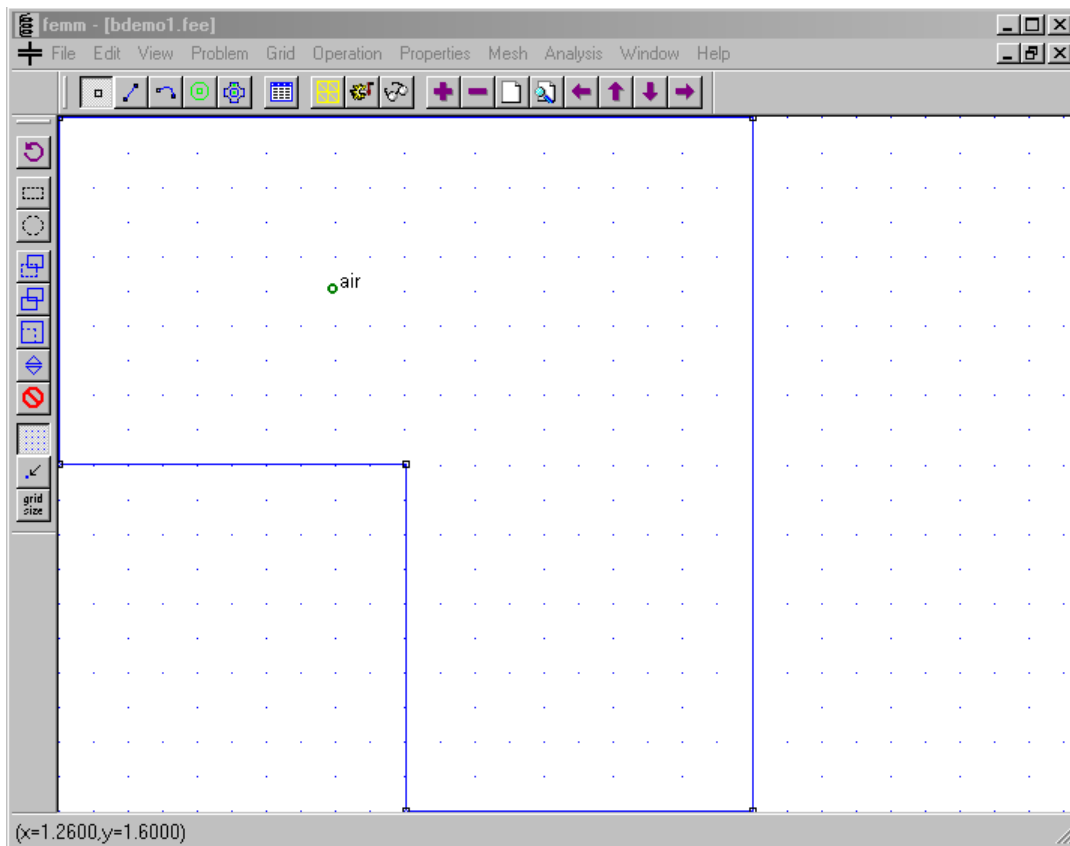 femm - [bdemo1.fee]
File Edit View Problem Grid Operation Properties Mesh Analysis Window Help
air
grid
size
(x=1.2600,y=1.6000)